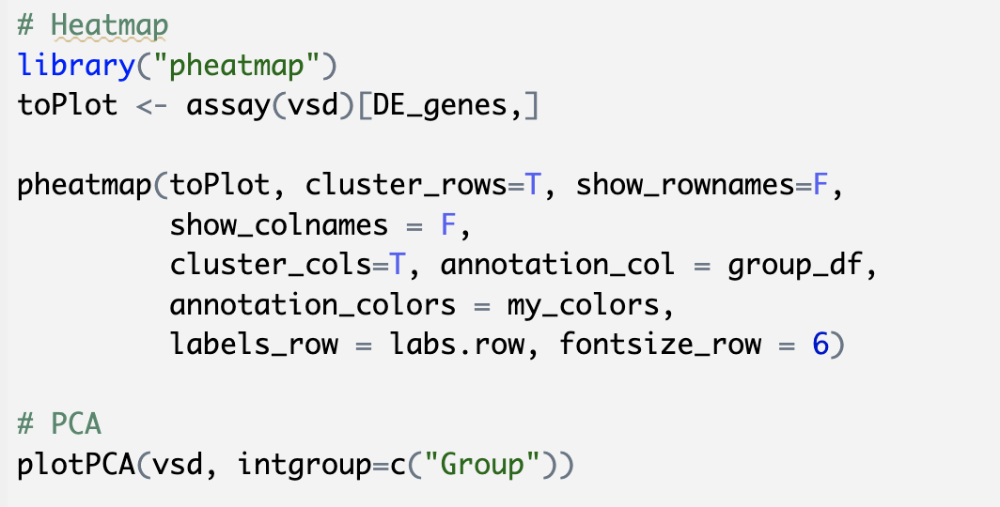 # Heatmap
library("pheatmap")
toPlot <- assay(vsd)[DE_genes,]
pheatmap(toPlot, cluster_rows=T, show_rownames=F,
show_colnames = F,
cluster_cols=T, annotation_col = group_df,
annotation_colors = my_colors,
labels_row = labs.row, fontsize_row = 6)
# PCA
plotPCA(vsd, intgroup=c("Group"))